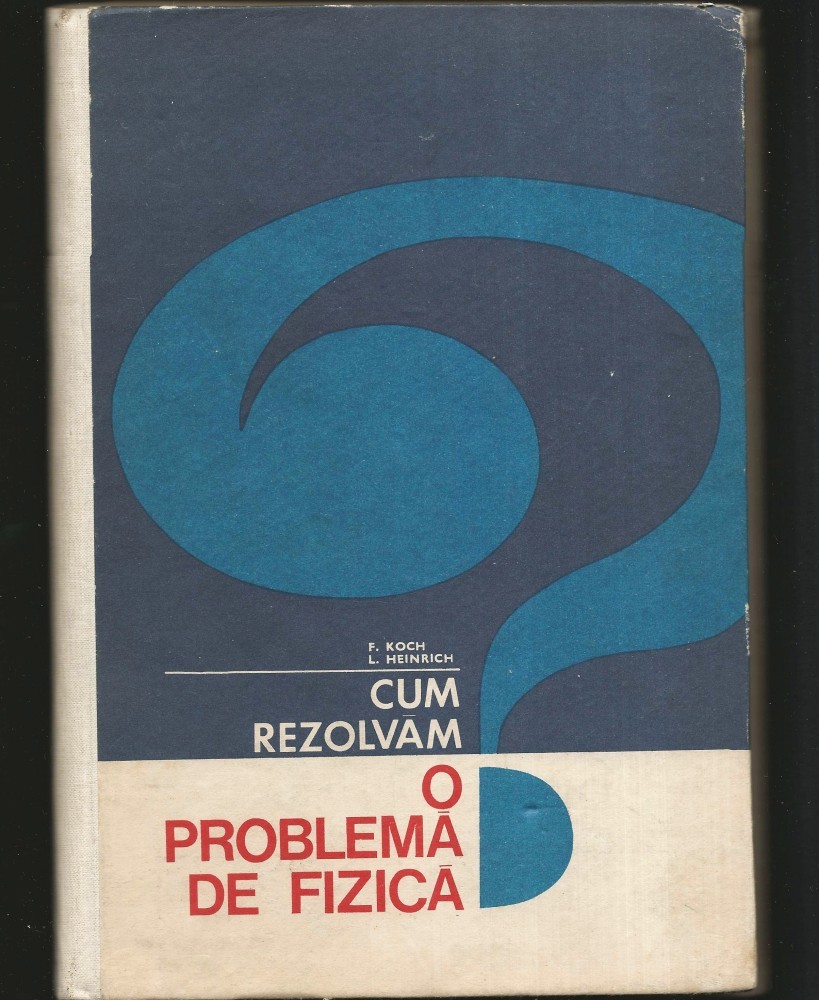 F. KOCH
L. HEINRICH
CUM
REZOLVĂM
O
PROBLEMĂ
DE FIZICĂ